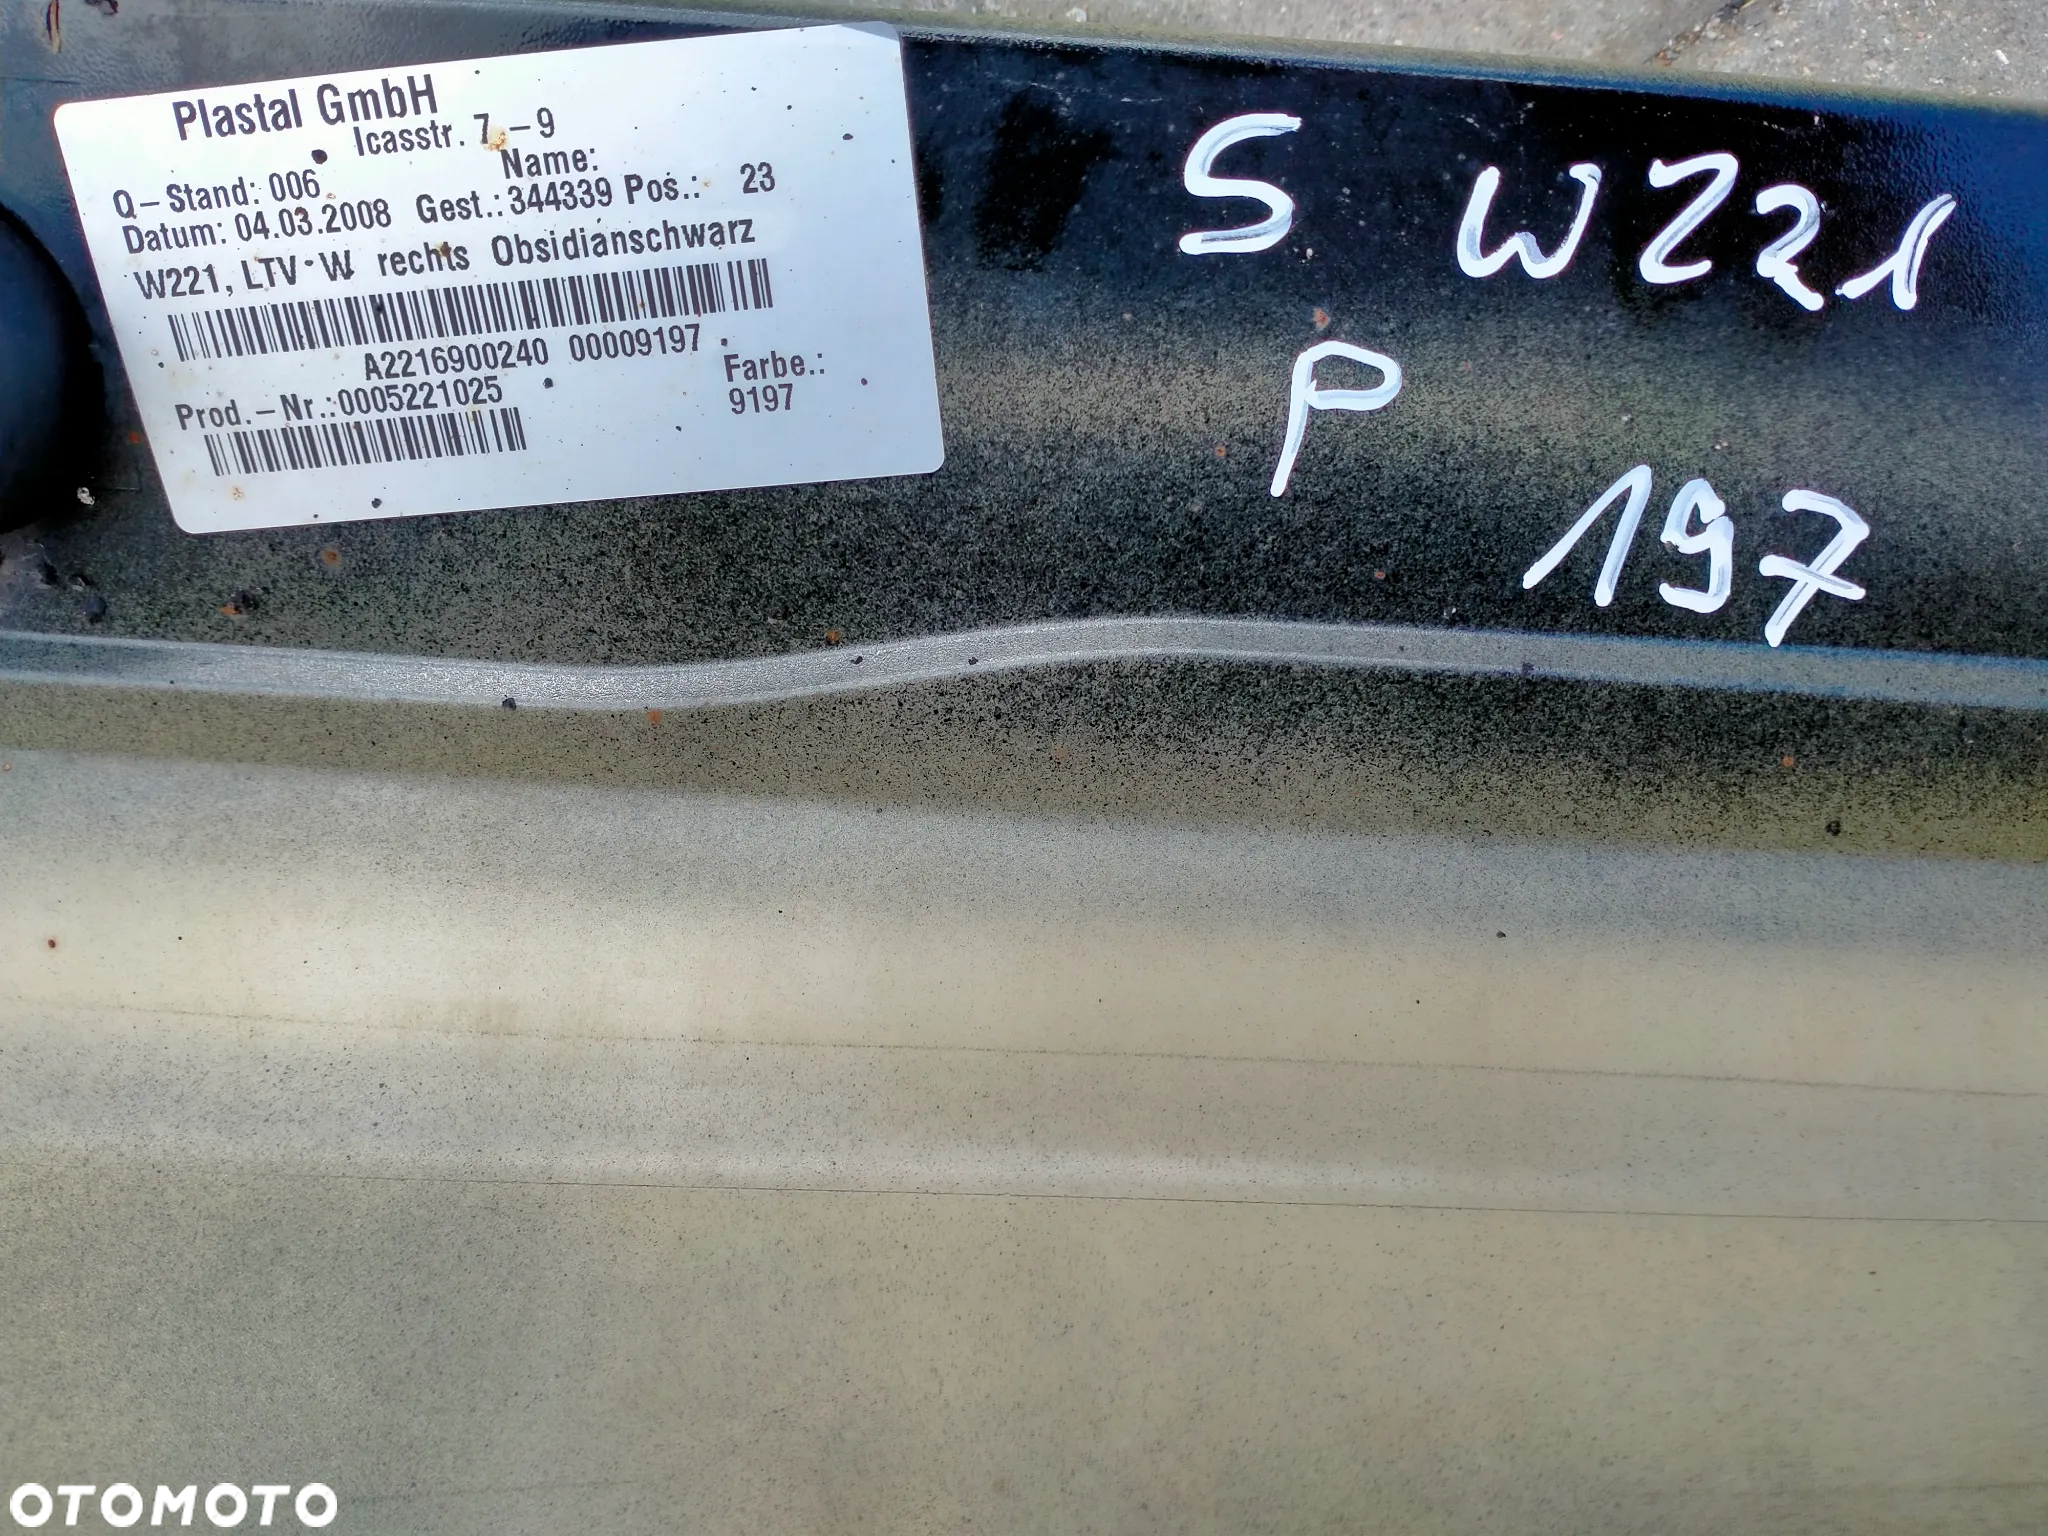 Plastal GmbH
Icasstr. 7 - 9
Name:
Q-Stand: 006
Datum: 04.03.2008 Gest.: 344339 Pos.: 23
W221, LTV W rechts Obsidianschwarz
A2216900240 00009197
Prod.-Nr.:0005221025
Farbe.:
9197
S W221
P
197
OTOMOTO